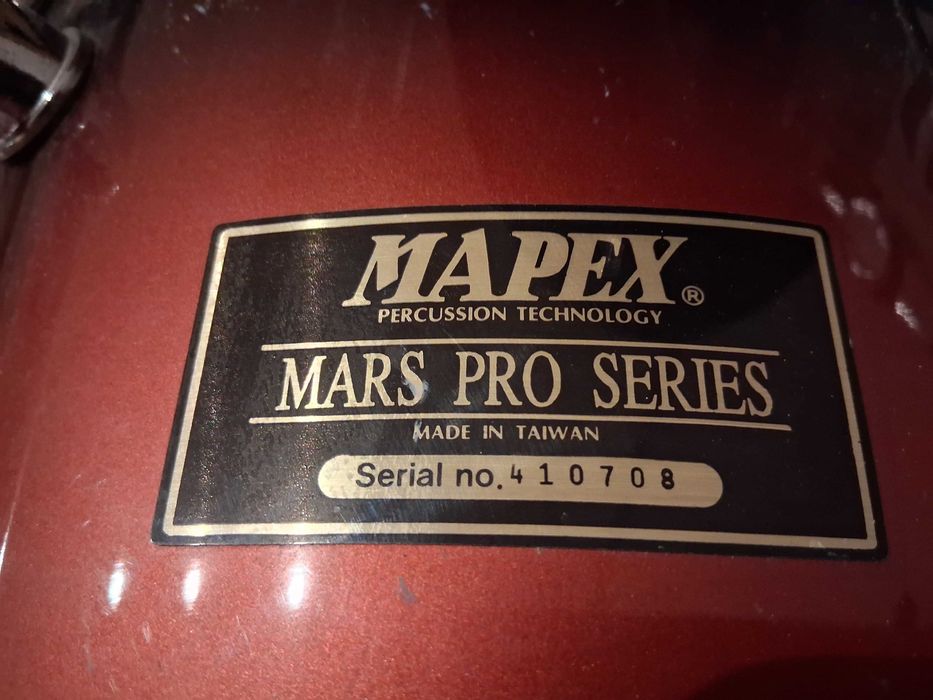 MAPEX®
PERCUSSION TECHNOLOGY
MARS PRO SERIES
MADE IN TAIWAN
Serial no. 410708